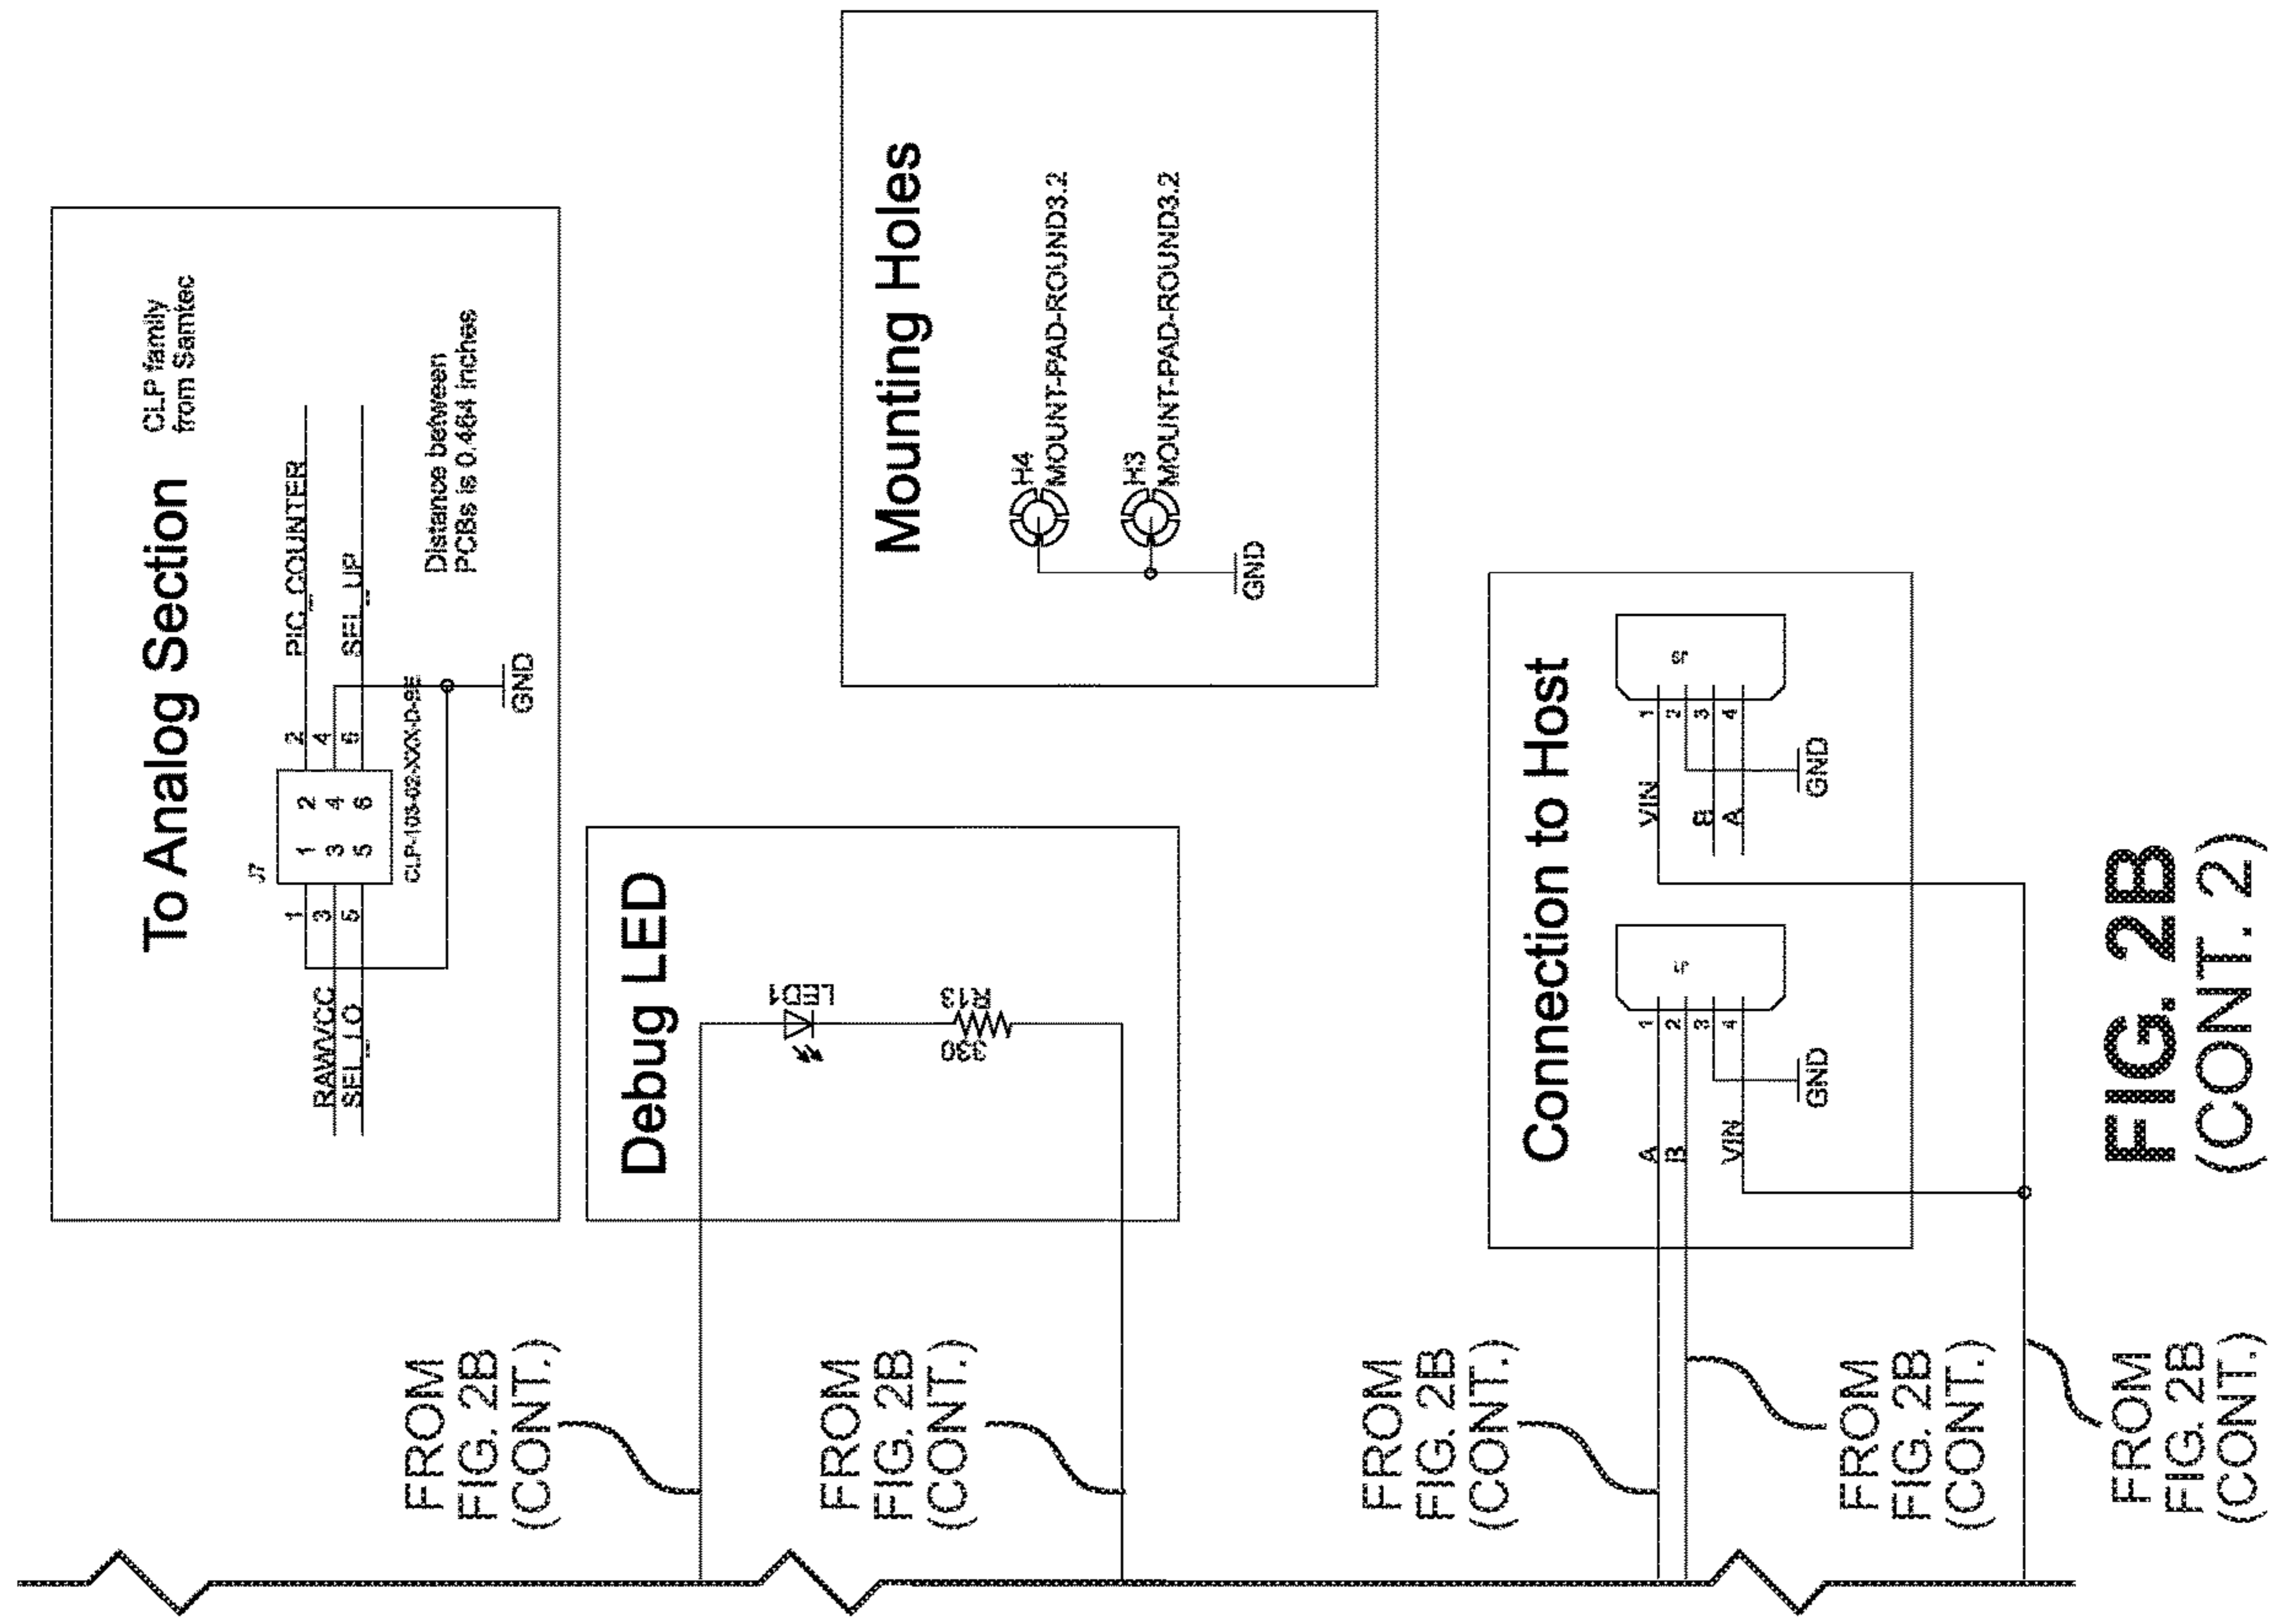 To Analog Section
CLP family
from Samtec
J7
RAWVCC
SEL_LO
1
3
5
1 2
3 4
5 6
2
4
6
PIC_COUNTER
SEL_UP
CLP-103-02-XXX-D-BE
GND
Distance between
PCBs is 0.464 inches
Debug LED
LED1
R13
330
Mounting Holes
H4
MOUNT-PAD-ROUND3.2
H3
MOUNT-PAD-ROUND3.2
GND
Connection to Host
A
B
VIN
1
2
3
4
GND
VIN
B
A
1
2
3
4
GND
FROM
FIG. 2B
(CONT.)
FROM
FIG. 2B
(CONT.)
FROM
FIG. 2B
(CONT.)
FROM
FIG. 2B
(CONT.)
FROM
FIG. 2B
(CONT.)
FIG. 2B
(CONT. 2)